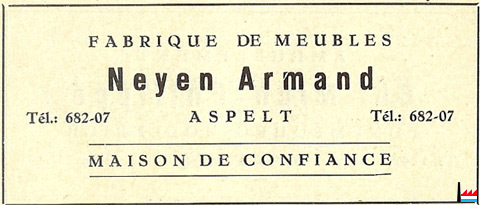 FABRIQUE DE MEUBLES
Neyen Armand
Tél.: 682-07 ASPELT Tél.: 682-07
MAISON DE CONFIANCE